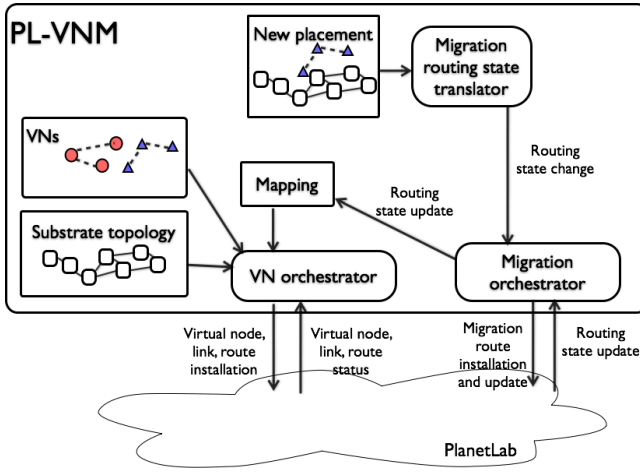 PL-VNM
New placement
Migration
routing state
translator
VNs
Routing
state change
Mapping
Routing
state update
Substrate topology
VN orchestrator
Migration
orchestrator
Virtual node,
link, route
installation
Virtual node,
link, route
status
Migration
route
installation
and update
Routing
state update
PlanetLab